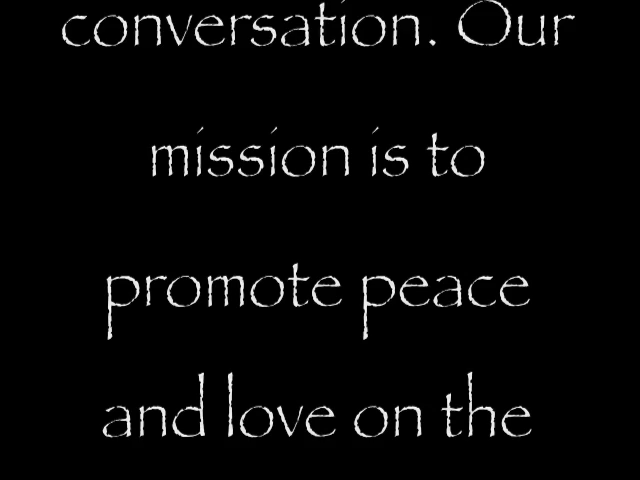 conversation. Our
mission is to
promote peace
and love on the